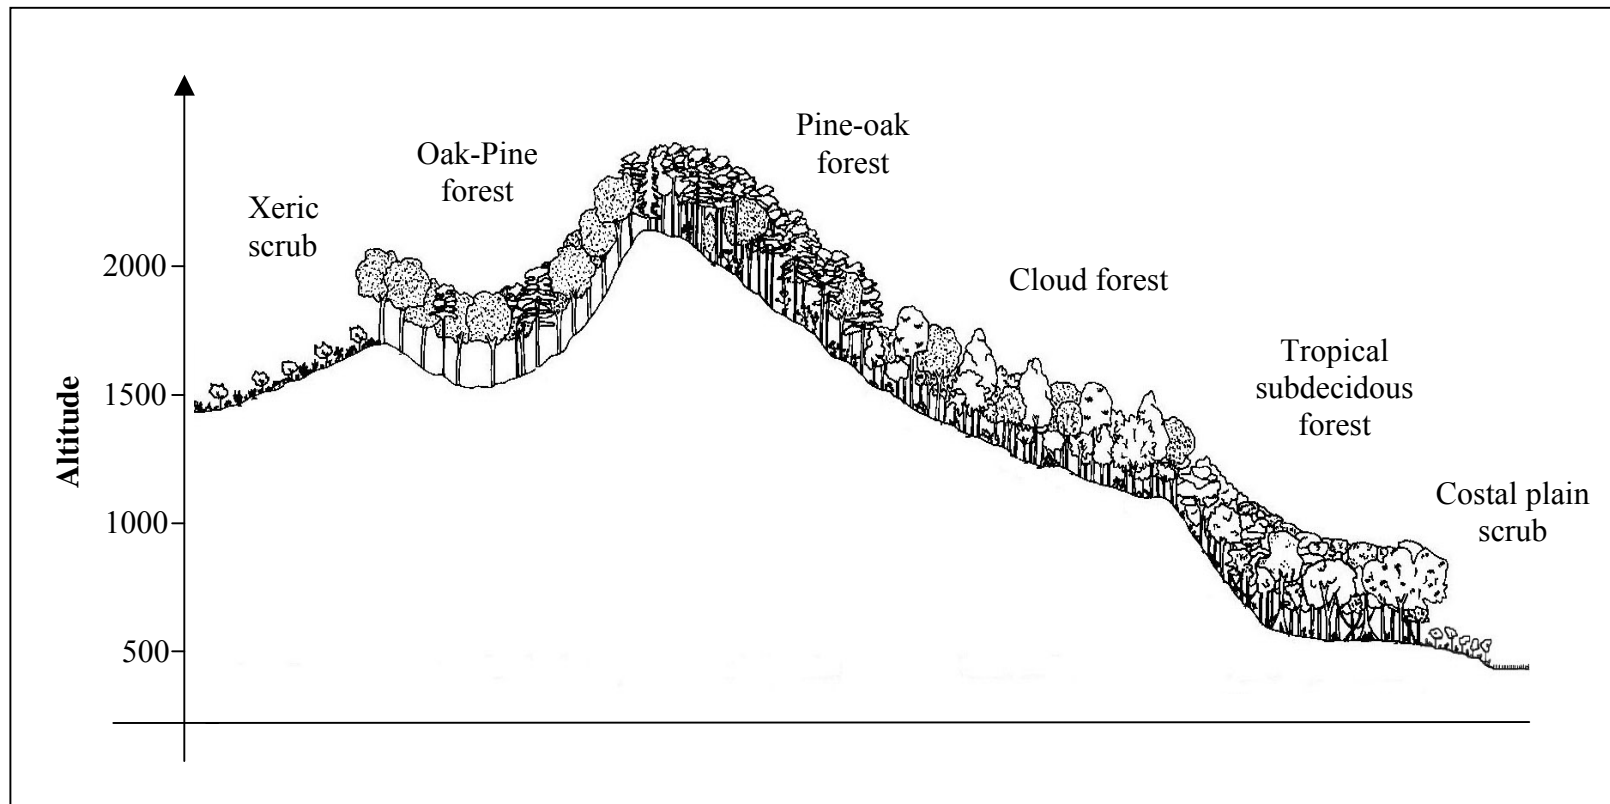 Pine-oak
forest
Oak-Pine
forest
Xeric
scrub
Cloud forest
Tropical
subdecidous
forest
Costal plain
scrub
Altitude
2000
1500
1000
500